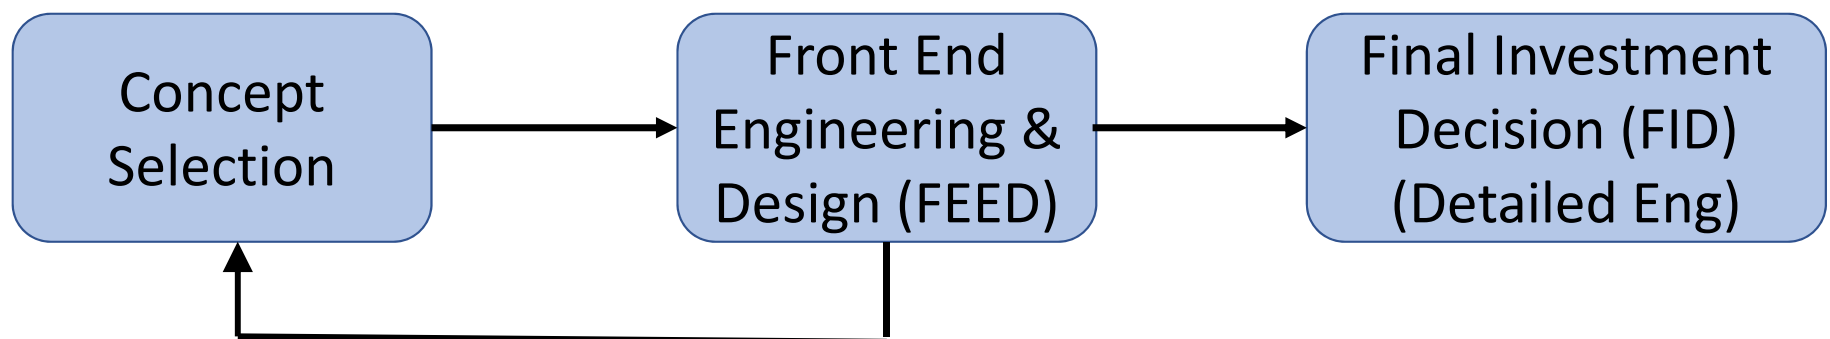 Concept
Selection
Front End
Engineering &
Design (FEED)
Final Investment
Decision (FID)
(Detailed Eng)